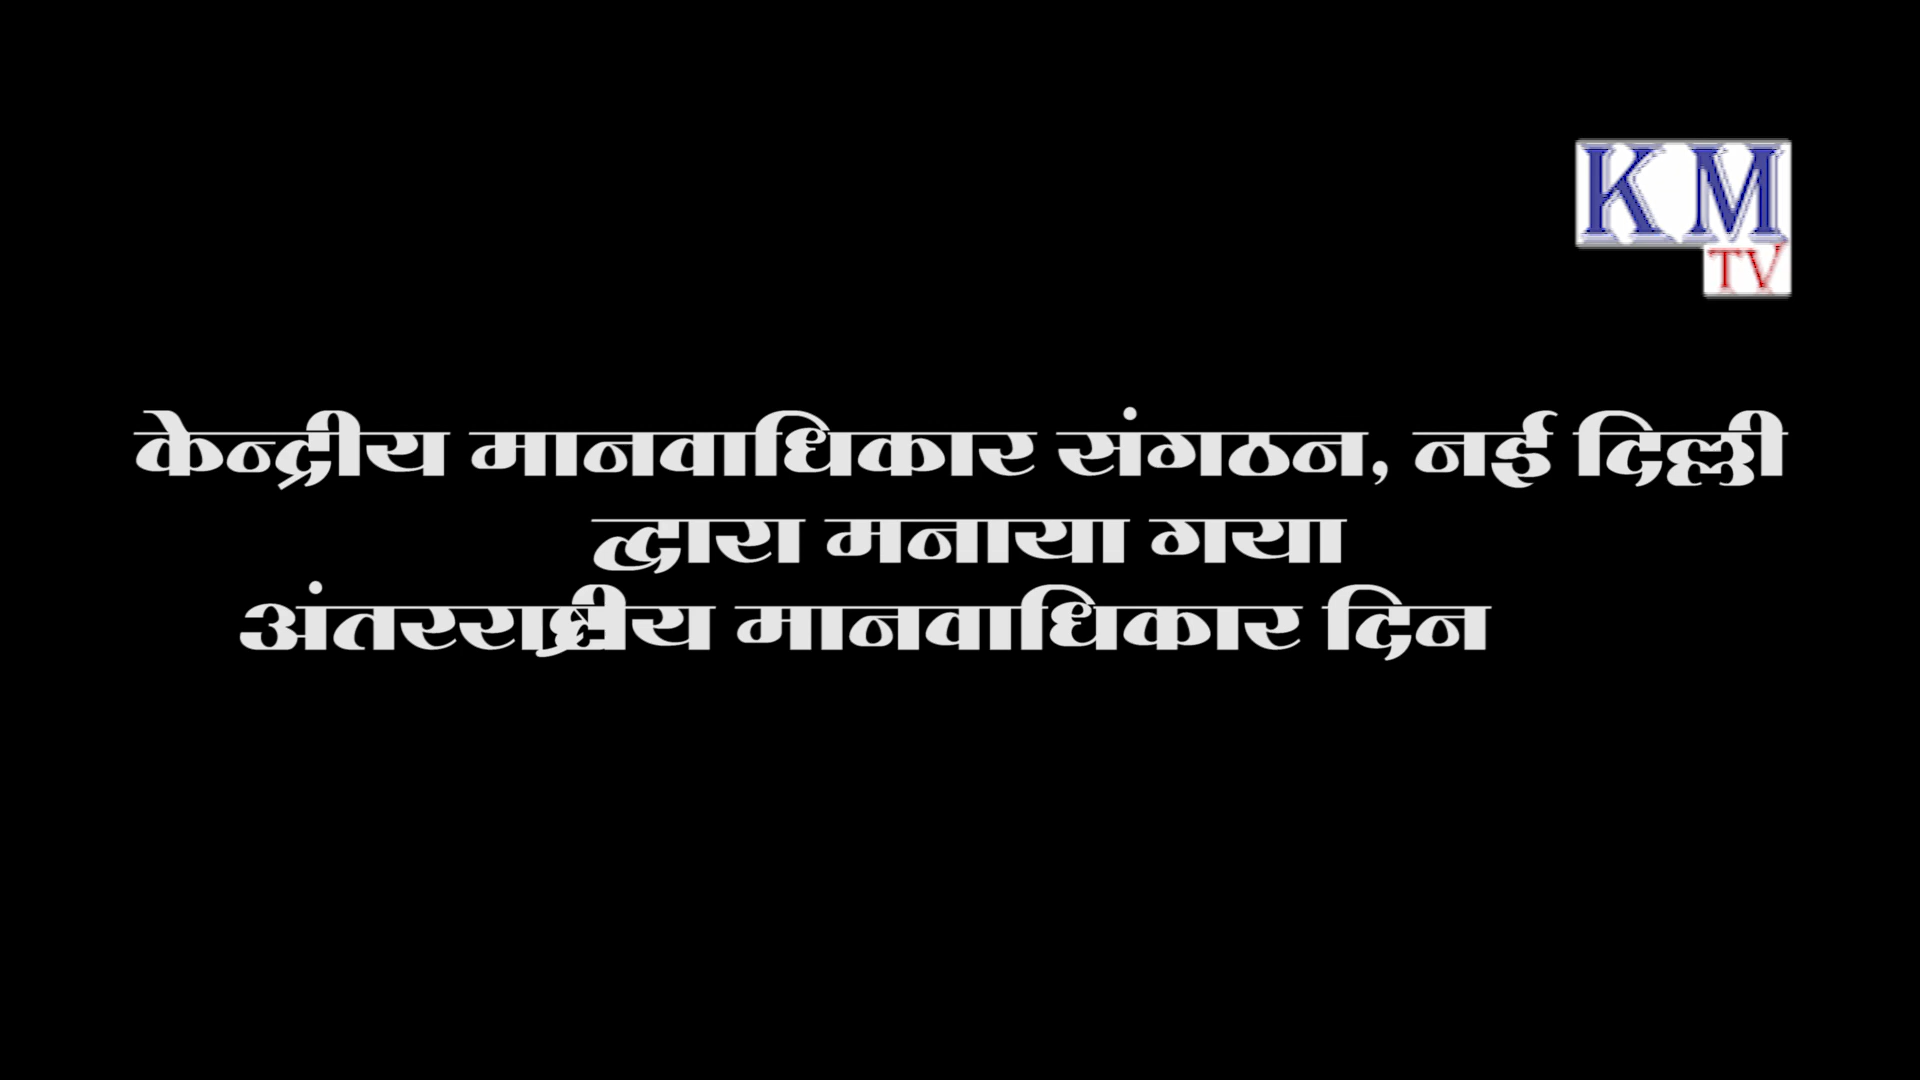 KM
TV
केन्द्रीय मानवाधिकार संगठन, नई दिल्ली
द्वारा मनाया गया
अंतरराष्ट्रीय मानवाधिकार दिन